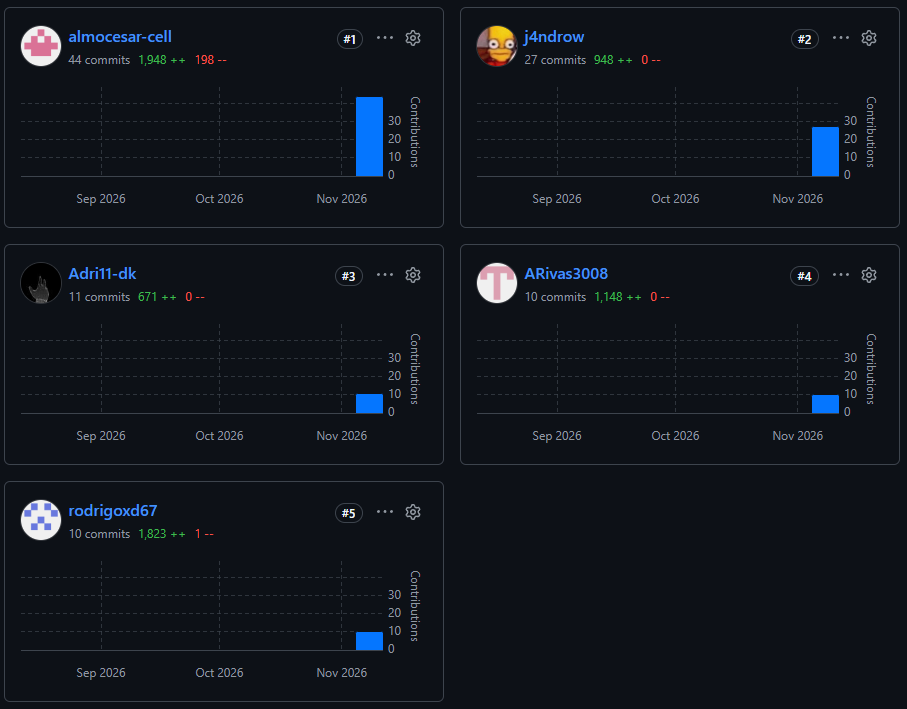 almocesar-cell #1 ···
44 commits 1,948 ++ 198 --
Contributions
30
20
10
0
Sep 2026 Oct 2026 Nov 2026
j4ndrow #2 ···
27 commits 948 ++ 0 --
Contributions
30
20
10
0
Sep 2026 Oct 2026 Nov 2026
Adri11-dk #3 ···
11 commits 671 ++ 0 --
Contributions
30
20
10
0
Sep 2026 Oct 2026 Nov 2026
ARivas3008 #4 ···
10 commits 1,148 ++ 0 --
Contributions
30
20
10
0
Sep 2026 Oct 2026 Nov 2026
rodrigoxd67 #5 ···
10 commits 1,823 ++ 1 --
Contributions
30
20
10
0
Sep 2026 Oct 2026 Nov 2026